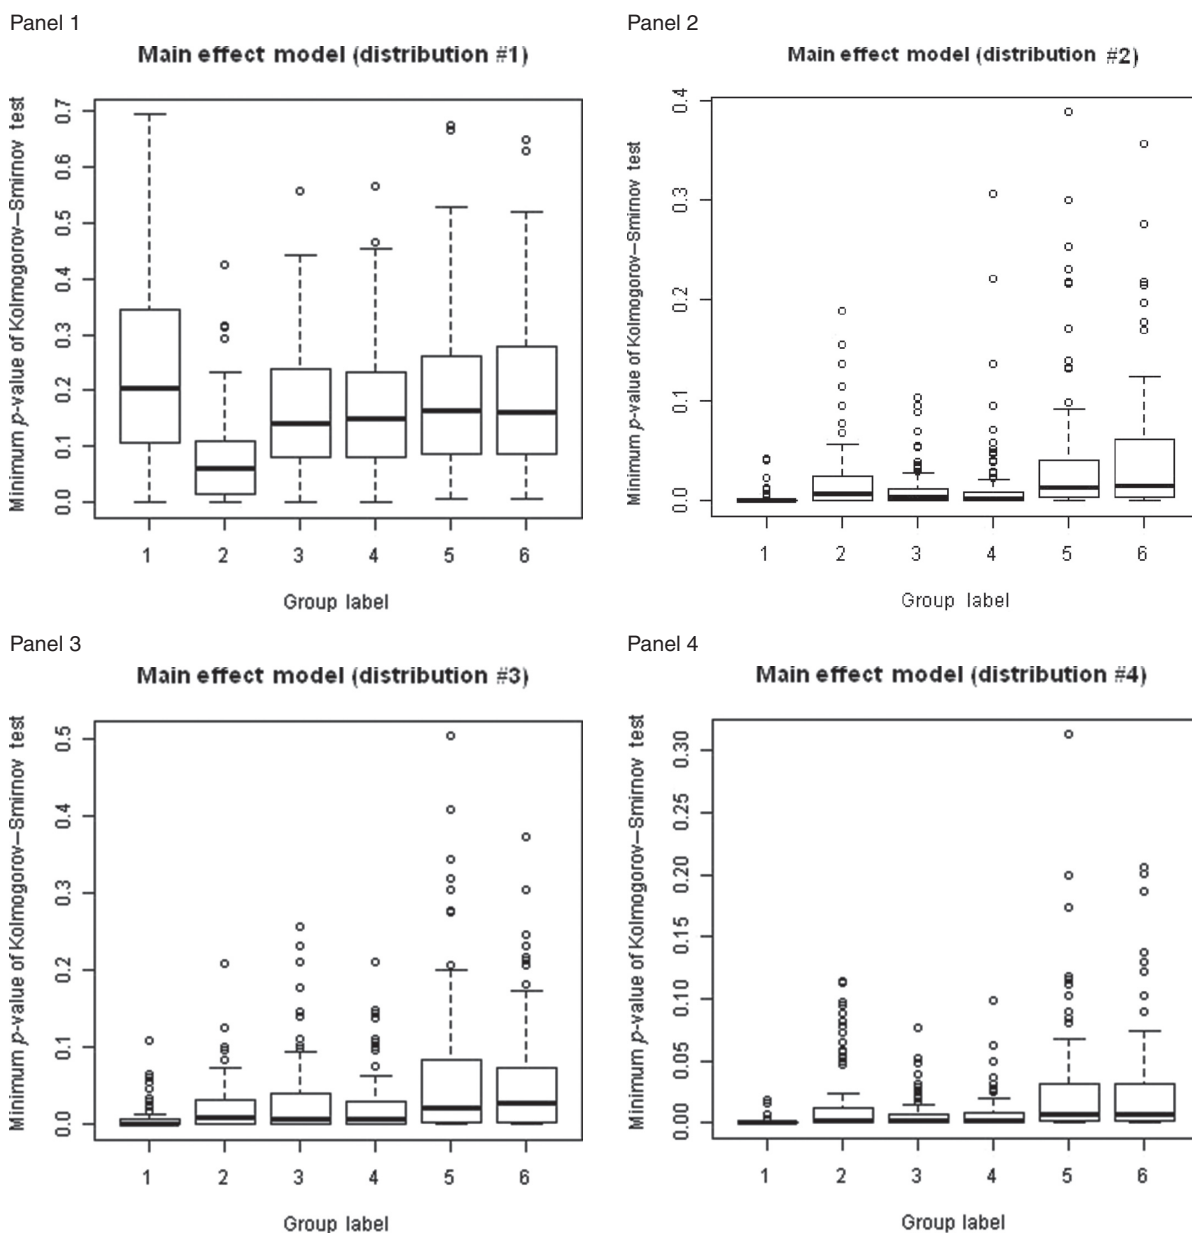 Panel 1
Main effect model (distribution #1)
Minimum p-value of Kolmogorov–Smirnov test
0.7
0.6
0.5
0.4
0.3
0.2
0.1
0.0
1 2 3 4 5 6
Group label
Panel 2
Main effect model (distribution #2)
Minimum p-value of Kolmogorov–Smirnov test
0.4
0.3
0.2
0.1
0.0
1 2 3 4 5 6
Group label
Panel 3
Main effect model (distribution #3)
Minimum p-value of Kolmogorov–Smirnov test
0.5
0.4
0.3
0.2
0.1
0.0
1 2 3 4 5 6
Group label
Panel 4
Main effect model (distribution #4)
Minimum p-value of Kolmogorov–Smirnov test
0.30
0.25
0.20
0.15
0.10
0.05
0.00
1 2 3 4 5 6
Group label